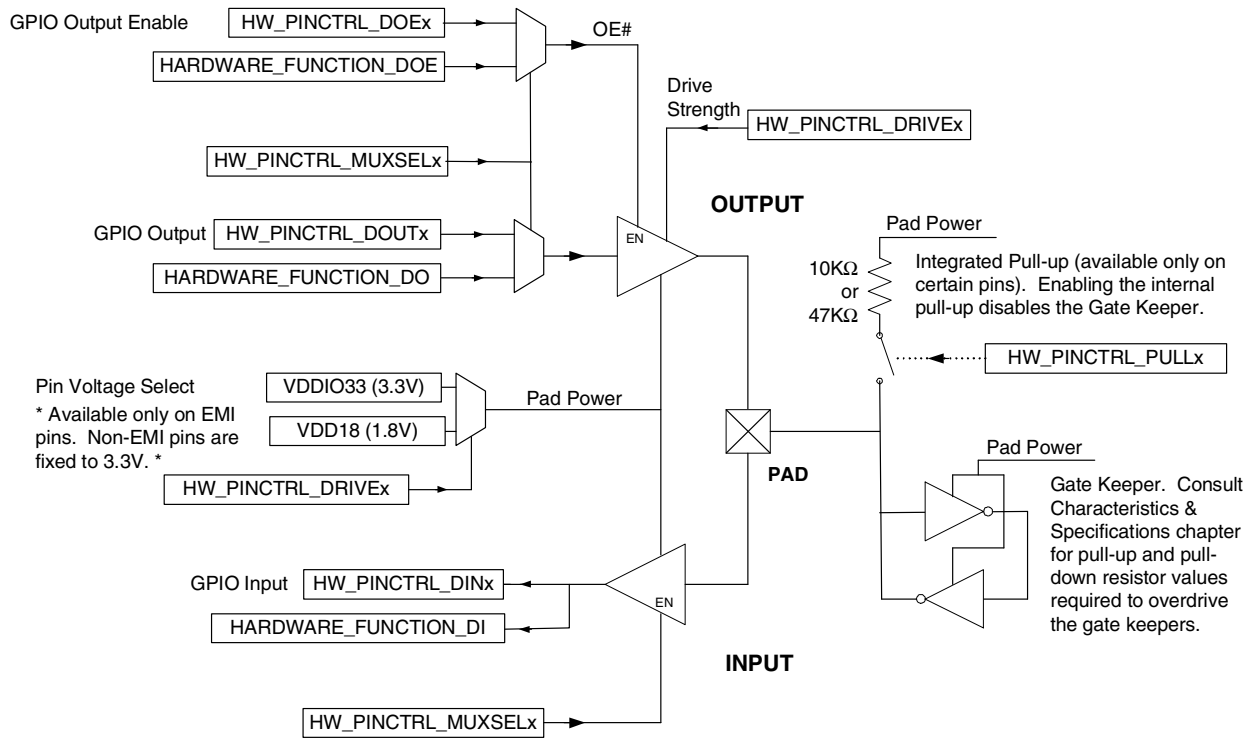 GPIO Output Enable
HW_PINCTRL_DOEx
OE#
HARDWARE_FUNCTION_DOE
Drive
Strength
HW_PINCTRL_DRIVEx
HW_PINCTRL_MUXSELx
OUTPUT
GPIO Output
HW_PINCTRL_DOUTx
EN
HARDWARE_FUNCTION_DO
Pad Power
10KΩ
or
47KΩ
Integrated Pull-up (available only on
certain pins). Enabling the internal
pull-up disables the Gate Keeper.
HW_PINCTRL_PULLx
Pin Voltage Select
* Available only on EMI
pins. Non-EMI pins are
fixed to 3.3V. *
VDDIO33 (3.3V)
VDD18 (1.8V)
Pad Power
HW_PINCTRL_DRIVEx
PAD
Pad Power
Gate Keeper. Consult
Characteristics &
Specifications chapter
for pull-up and pull-
down resistor values
required to overdrive
the gate keepers.
GPIO Input
HW_PINCTRL_DINx
EN
HARDWARE_FUNCTION_DI
INPUT
HW_PINCTRL_MUXSELx